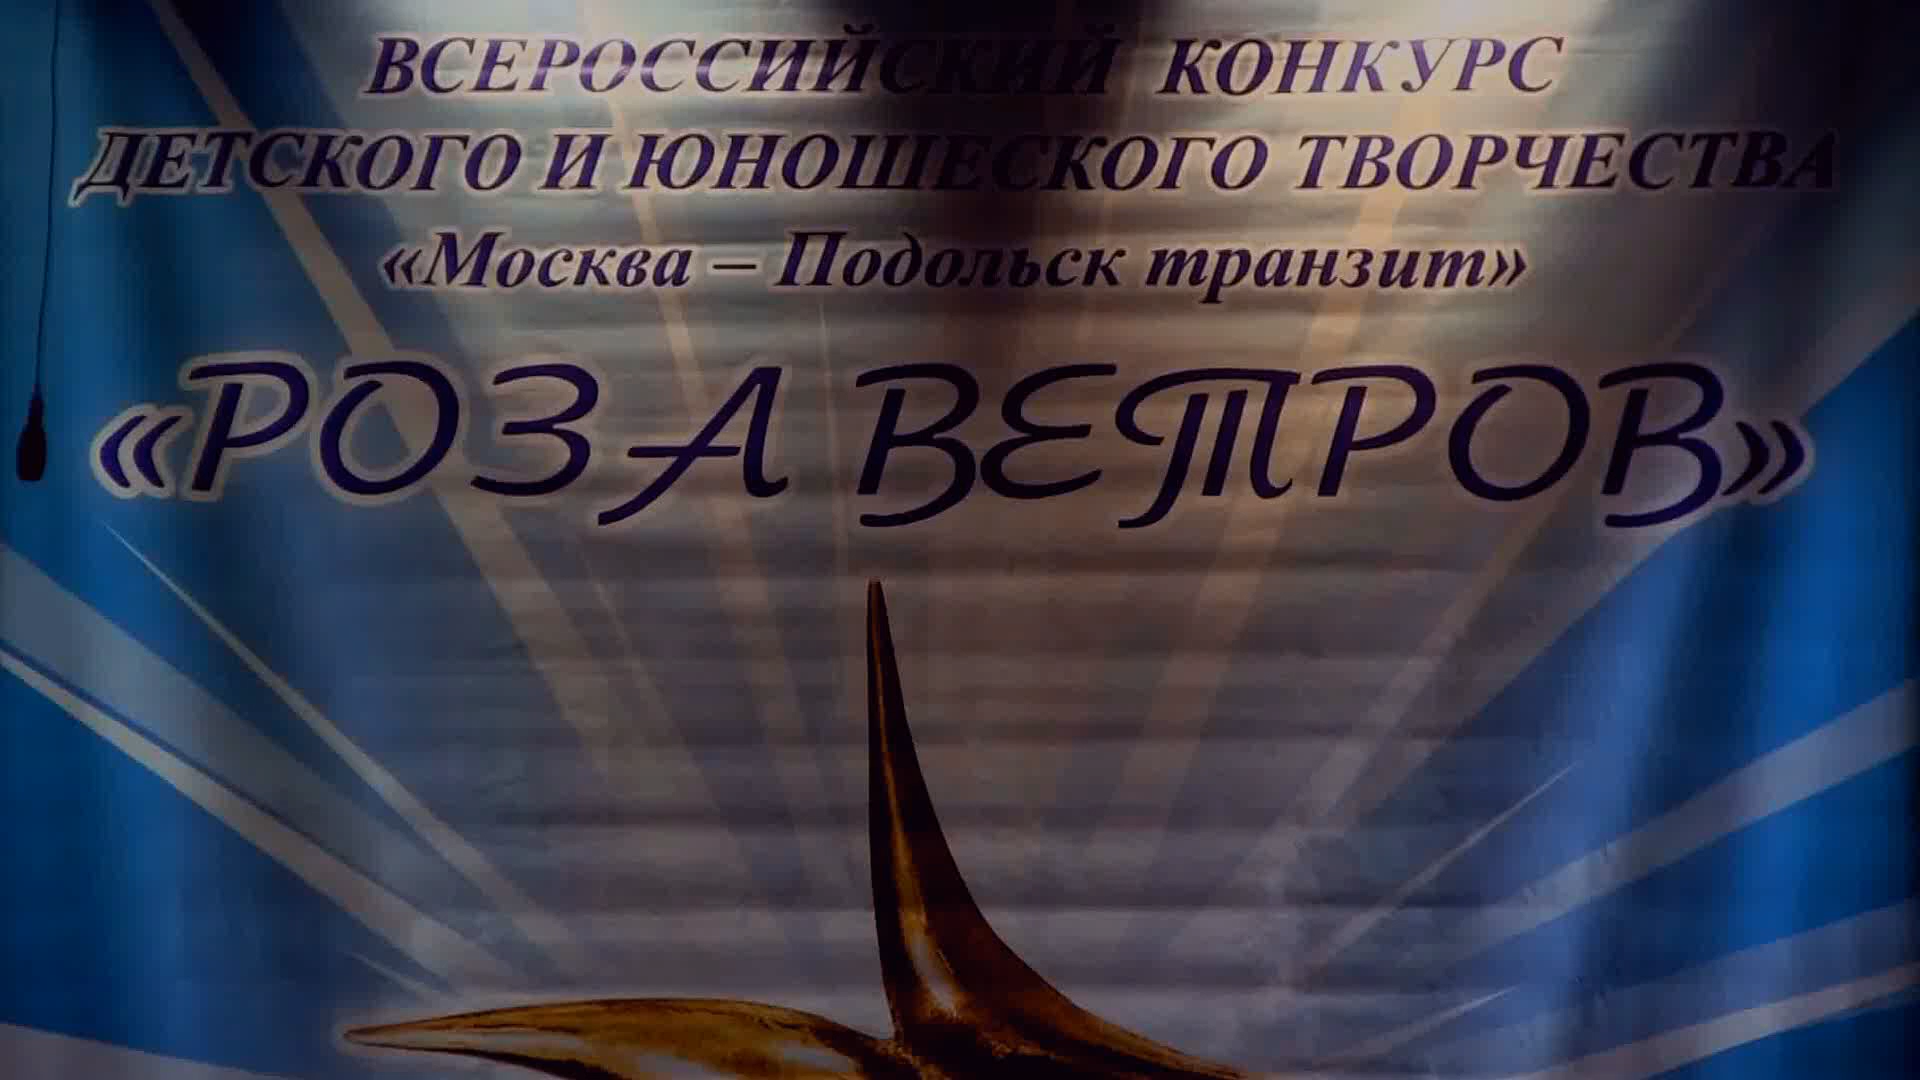 ВСЕРОССИЙСКИЙ КОНКУРС
ДЕТСКОГО И ЮНОШЕСКОГО ТВОРЧЕСТВА
«Москва – Подольск транзит»
«РОЗА ВЕТРОВ»